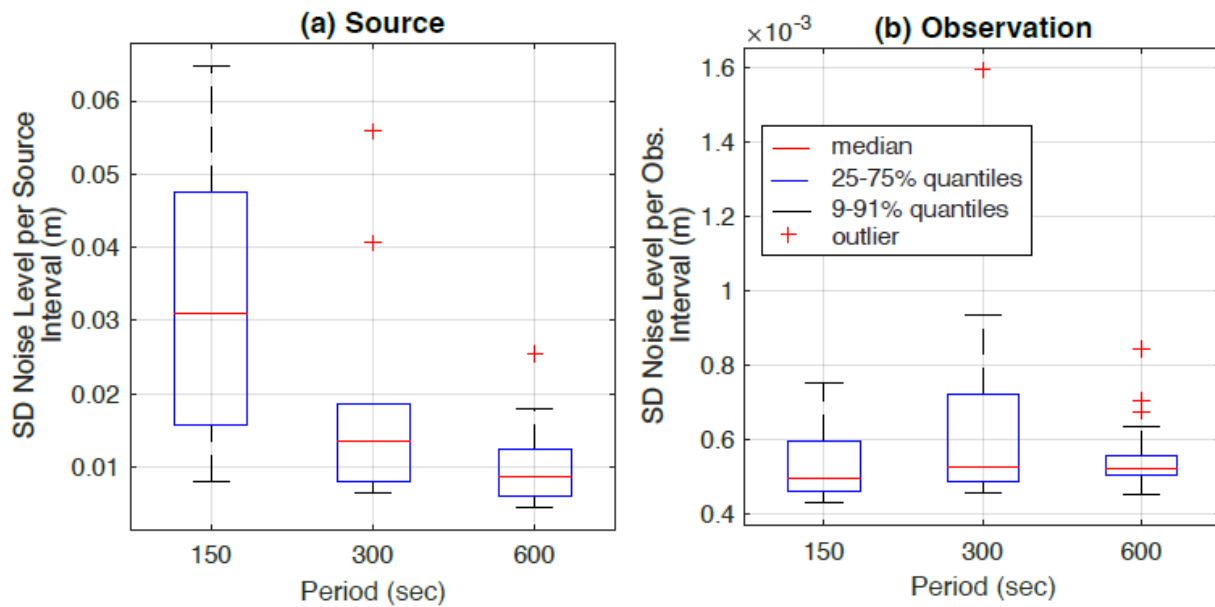 (a) Source
SD Noise Level per Source
Interval (m)
0.06
0.05
0.04
0.03
0.02
0.01
150
300
600
Period (sec)
×10⁻³
(b) Observation
SD Noise Level per Obs.
Interval (m)
1.6
1.4
1.2
1
0.8
0.6
0.4
median
25-75% quantiles
9-91% quantiles
outlier
150
300
600
Period (sec)